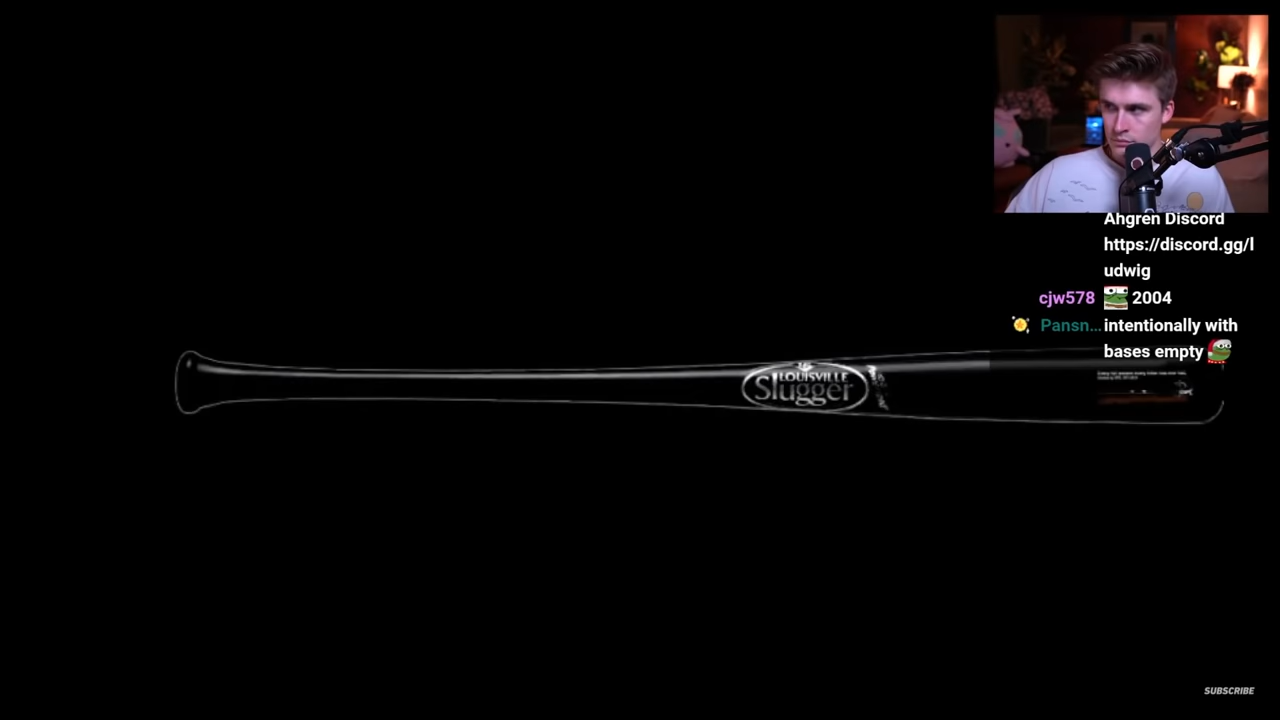 Ahgren Discord
https://discord.gg/l
udwig
cjw578 2004
Pansn... intentionally with
bases empty
LOUISVILLE
Slugger
SUBSCRIBE